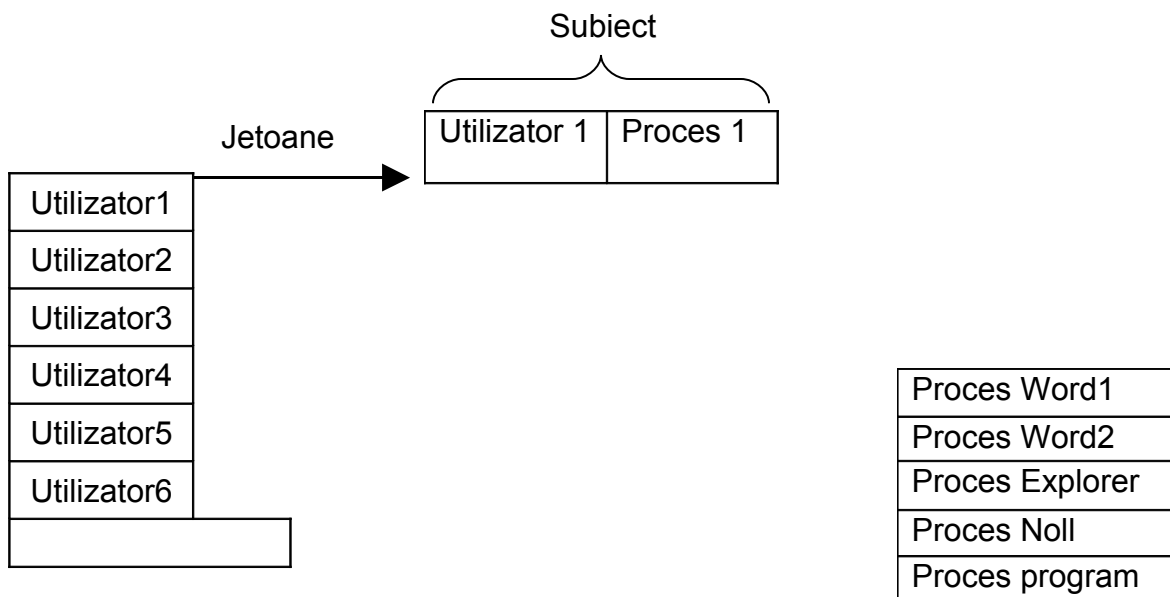 Subiect
Jetoane
Utilizator 1
Proces 1
Utilizator1
Utilizator2
Utilizator3
Utilizator4
Utilizator5
Utilizator6
Proces Word1
Proces Word2
Proces Explorer
Proces Noll
Proces program